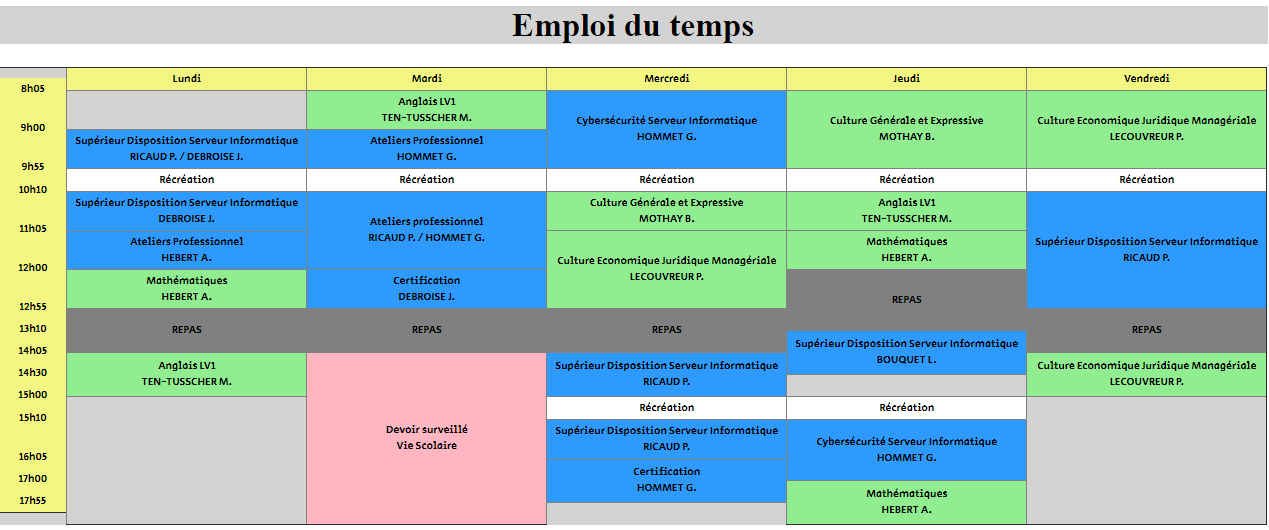 Emploi du temps
Lundi Mardi Mercredi Jeudi Vendredi
8h05
Anglais LV1
TEN-TUSSCHER M.
Cybersécurité Serveur Informatique
HOMMET G.
Culture Générale et Expressive
MOTHAY B.
Culture Economique Juridique Managériale
LECOUVREUR P.
9h00
Supérieur Disposition Serveur Informatique
RICAUD P. / DEBROISE J.
Ateliers Professionnel
HOMMET G.
9h55
Récréation Récréation Récréation Récréation Récréation
10h10
Supérieur Disposition Serveur Informatique
DEBROISE J.
Ateliers professionnel
RICAUD P. / HOMMET G.
Culture Générale et Expressive
MOTHAY B.
Anglais LV1
TEN-TUSSCHER M.
Supérieur Disposition Serveur Informatique
RICAUD P.
11h05
Ateliers Professionnel
HEBERT A.
Culture Economique Juridique Managériale
LECOUVREUR P.
Mathématiques
HEBERT A.
12h00
Mathématiques
HEBERT A.
Certification
DEBROISE J.
REPAS
12h55
13h10
REPAS REPAS REPAS REPAS
Supérieur Disposition Serveur Informatique
BOUQUET L.
14h05
Anglais LV1
TEN-TUSSCHER M.
Devoir surveillé
Vie Scolaire
Supérieur Disposition Serveur Informatique
RICAUD P.
Culture Economique Juridique Managériale
LECOUVREUR P.
14h30
15h00
Récréation Récréation
15h10
Supérieur Disposition Serveur Informatique
RICAUD P.
Cybersécurité Serveur Informatique
HOMMET G.
16h05
Certification
HOMMET G.
17h00
Mathématiques
HEBERT A.
17h55